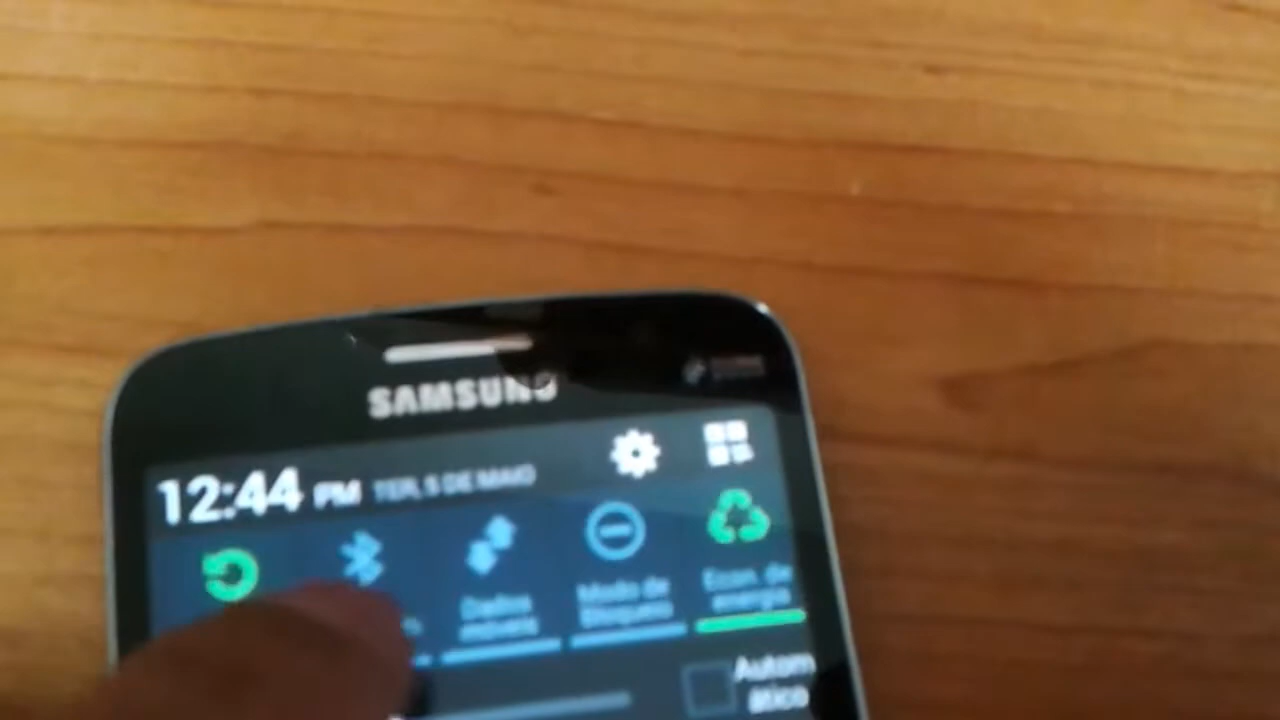 SAMSUNG
12:44 PM TER, 5 DE MAIO
Dados
móveis
Modo de
bloqueio
Econ. de
energia
Autom
ático